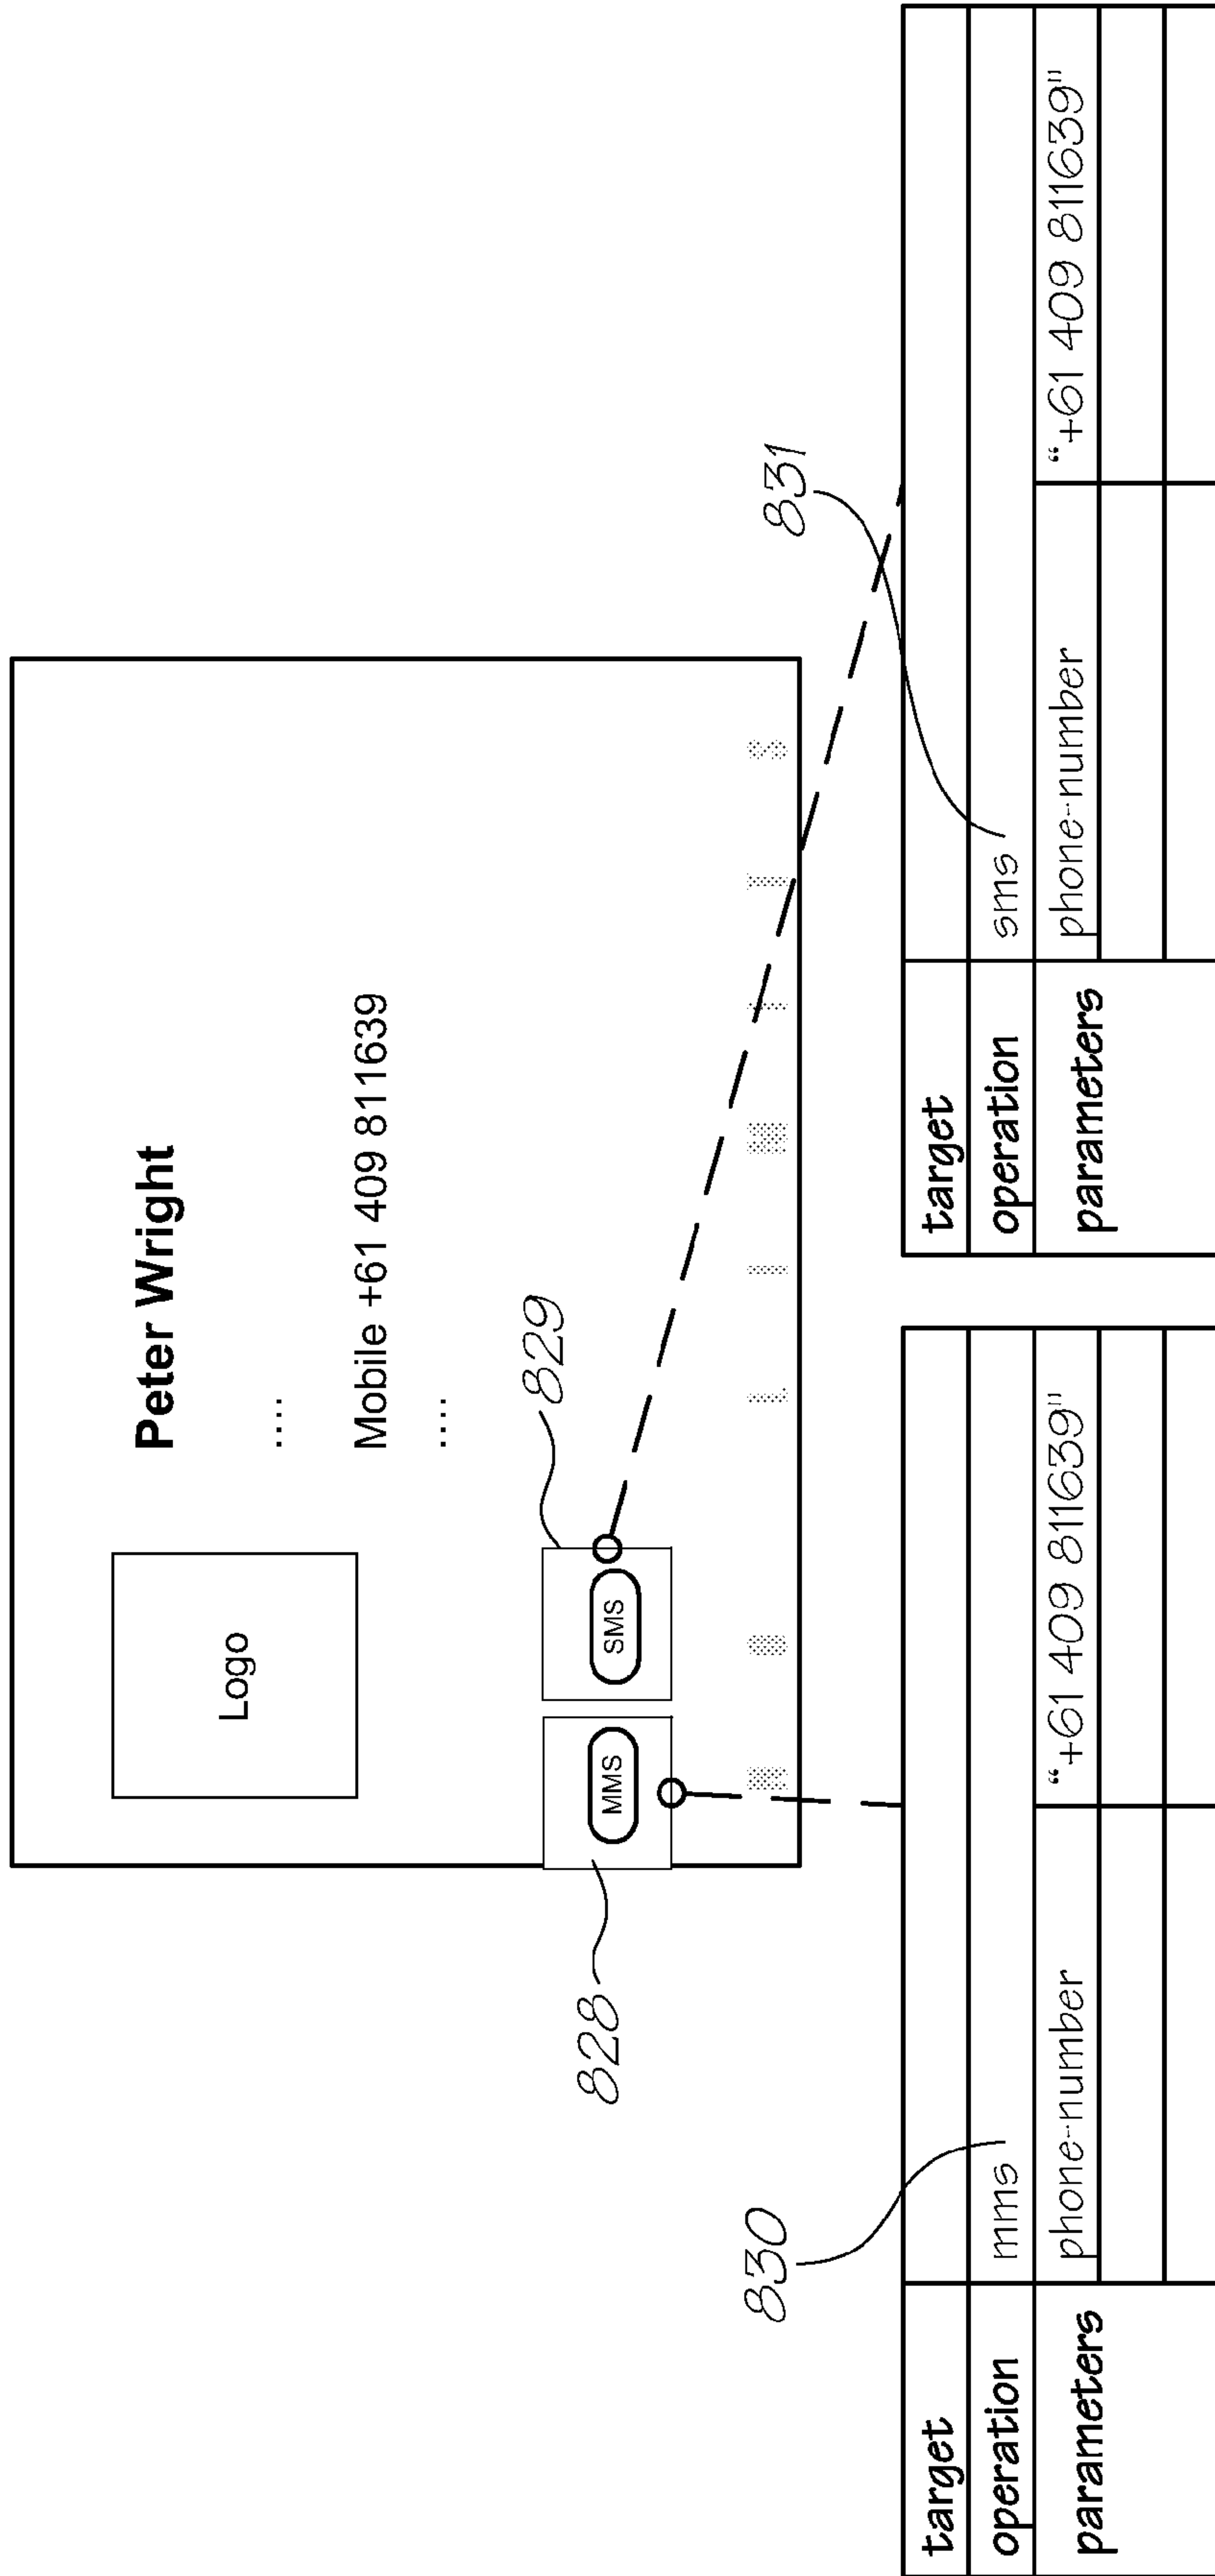 Logo
Peter Wright
....
Mobile +61 409 811639
....
829
MMS
SMS
828
831
830
target
operation
mms
parameters
phone-number
“+61 409 811639"
target
operation
sms
parameters
phone-number
“+61 409 811639"